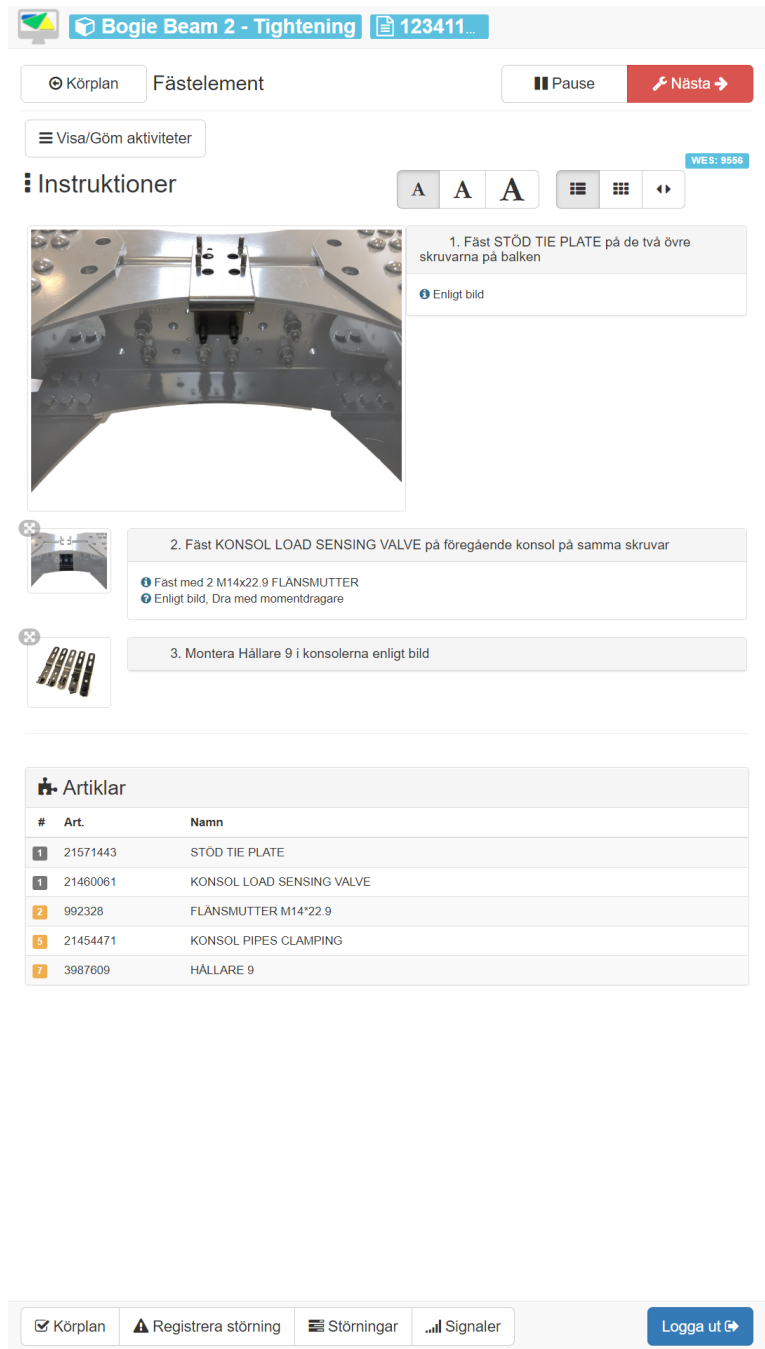 Bogie Beam 2 - Tightening 123411...
Körplan Fästelement Pause Nästa
Visa/Göm aktiviteter
WES: 9556
Instruktioner A A A
1. Fäst STÖD TIE PLATE på de två övre
skruvarna på balken
Enligt bild
2. Fäst KONSOL LOAD SENSING VALVE på föregående konsol på samma skruvar
Fäst med 2 M14x22.9 FLÄNSMUTTER
Enligt bild, Dra med momentdragare
3. Montera Hållare 9 i konsolerna enligt bild
Artiklar
# Art. Namn
1 21571443 STÖD TIE PLATE
1 21460061 KONSOL LOAD SENSING VALVE
2 992328 FLÄNSMUTTER M14*22.9
5 21454471 KONSOL PIPES CLAMPING
7 3987609 HÅLLARE 9
Körplan Registrera störning Störningar Signaler Logga ut